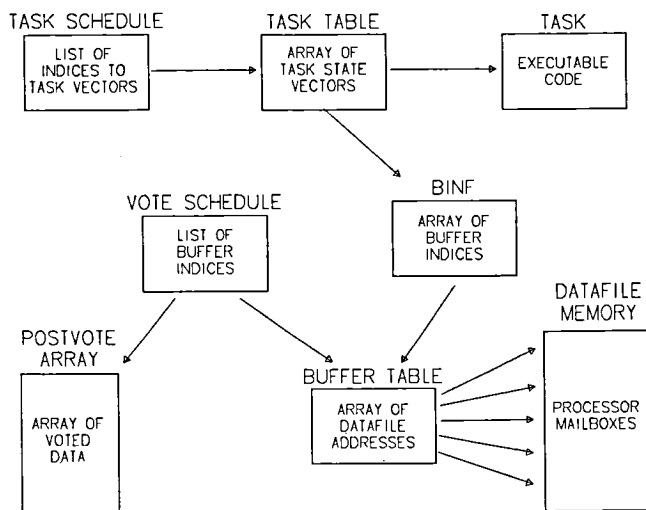 TASK SCHEDULE
LIST OF
INDICES TO
TASK VECTORS
TASK TABLE
ARRAY OF
TASK STATE
VECTORS
TASK
EXECUTABLE
CODE
VOTE SCHEDULE
LIST OF
BUFFER
INDICES
BINF
ARRAY OF
BUFFER
INDICES
POSTVOTE
ARRAY
ARRAY OF
VOTED
DATA
BUFFER TABLE
ARRAY OF
DATAFILE
ADDRESSES
DATAFILE
MEMORY
PROCESSOR
MAILBOXES